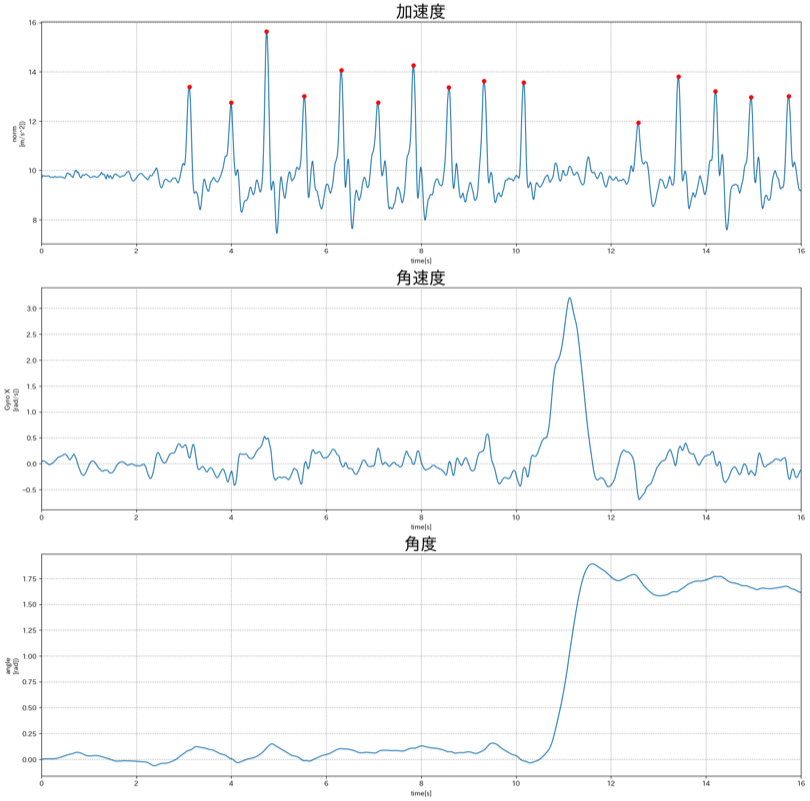 加速度
norm
[m/s^2])
16
14
12
10
8
0 2 4 6 8 10 12 14 16
time[s]
角速度
Gyro X
[rad/s])
3.0
2.5
2.0
1.5
1.0
0.5
0.0
−0.5
0 2 4 6 8 10 12 14 16
time[s]
角度
angle
[rad])
1.75
1.50
1.25
1.00
0.75
0.50
0.25
0.00
0 2 4 6 8 10 12 14 16
time[s]